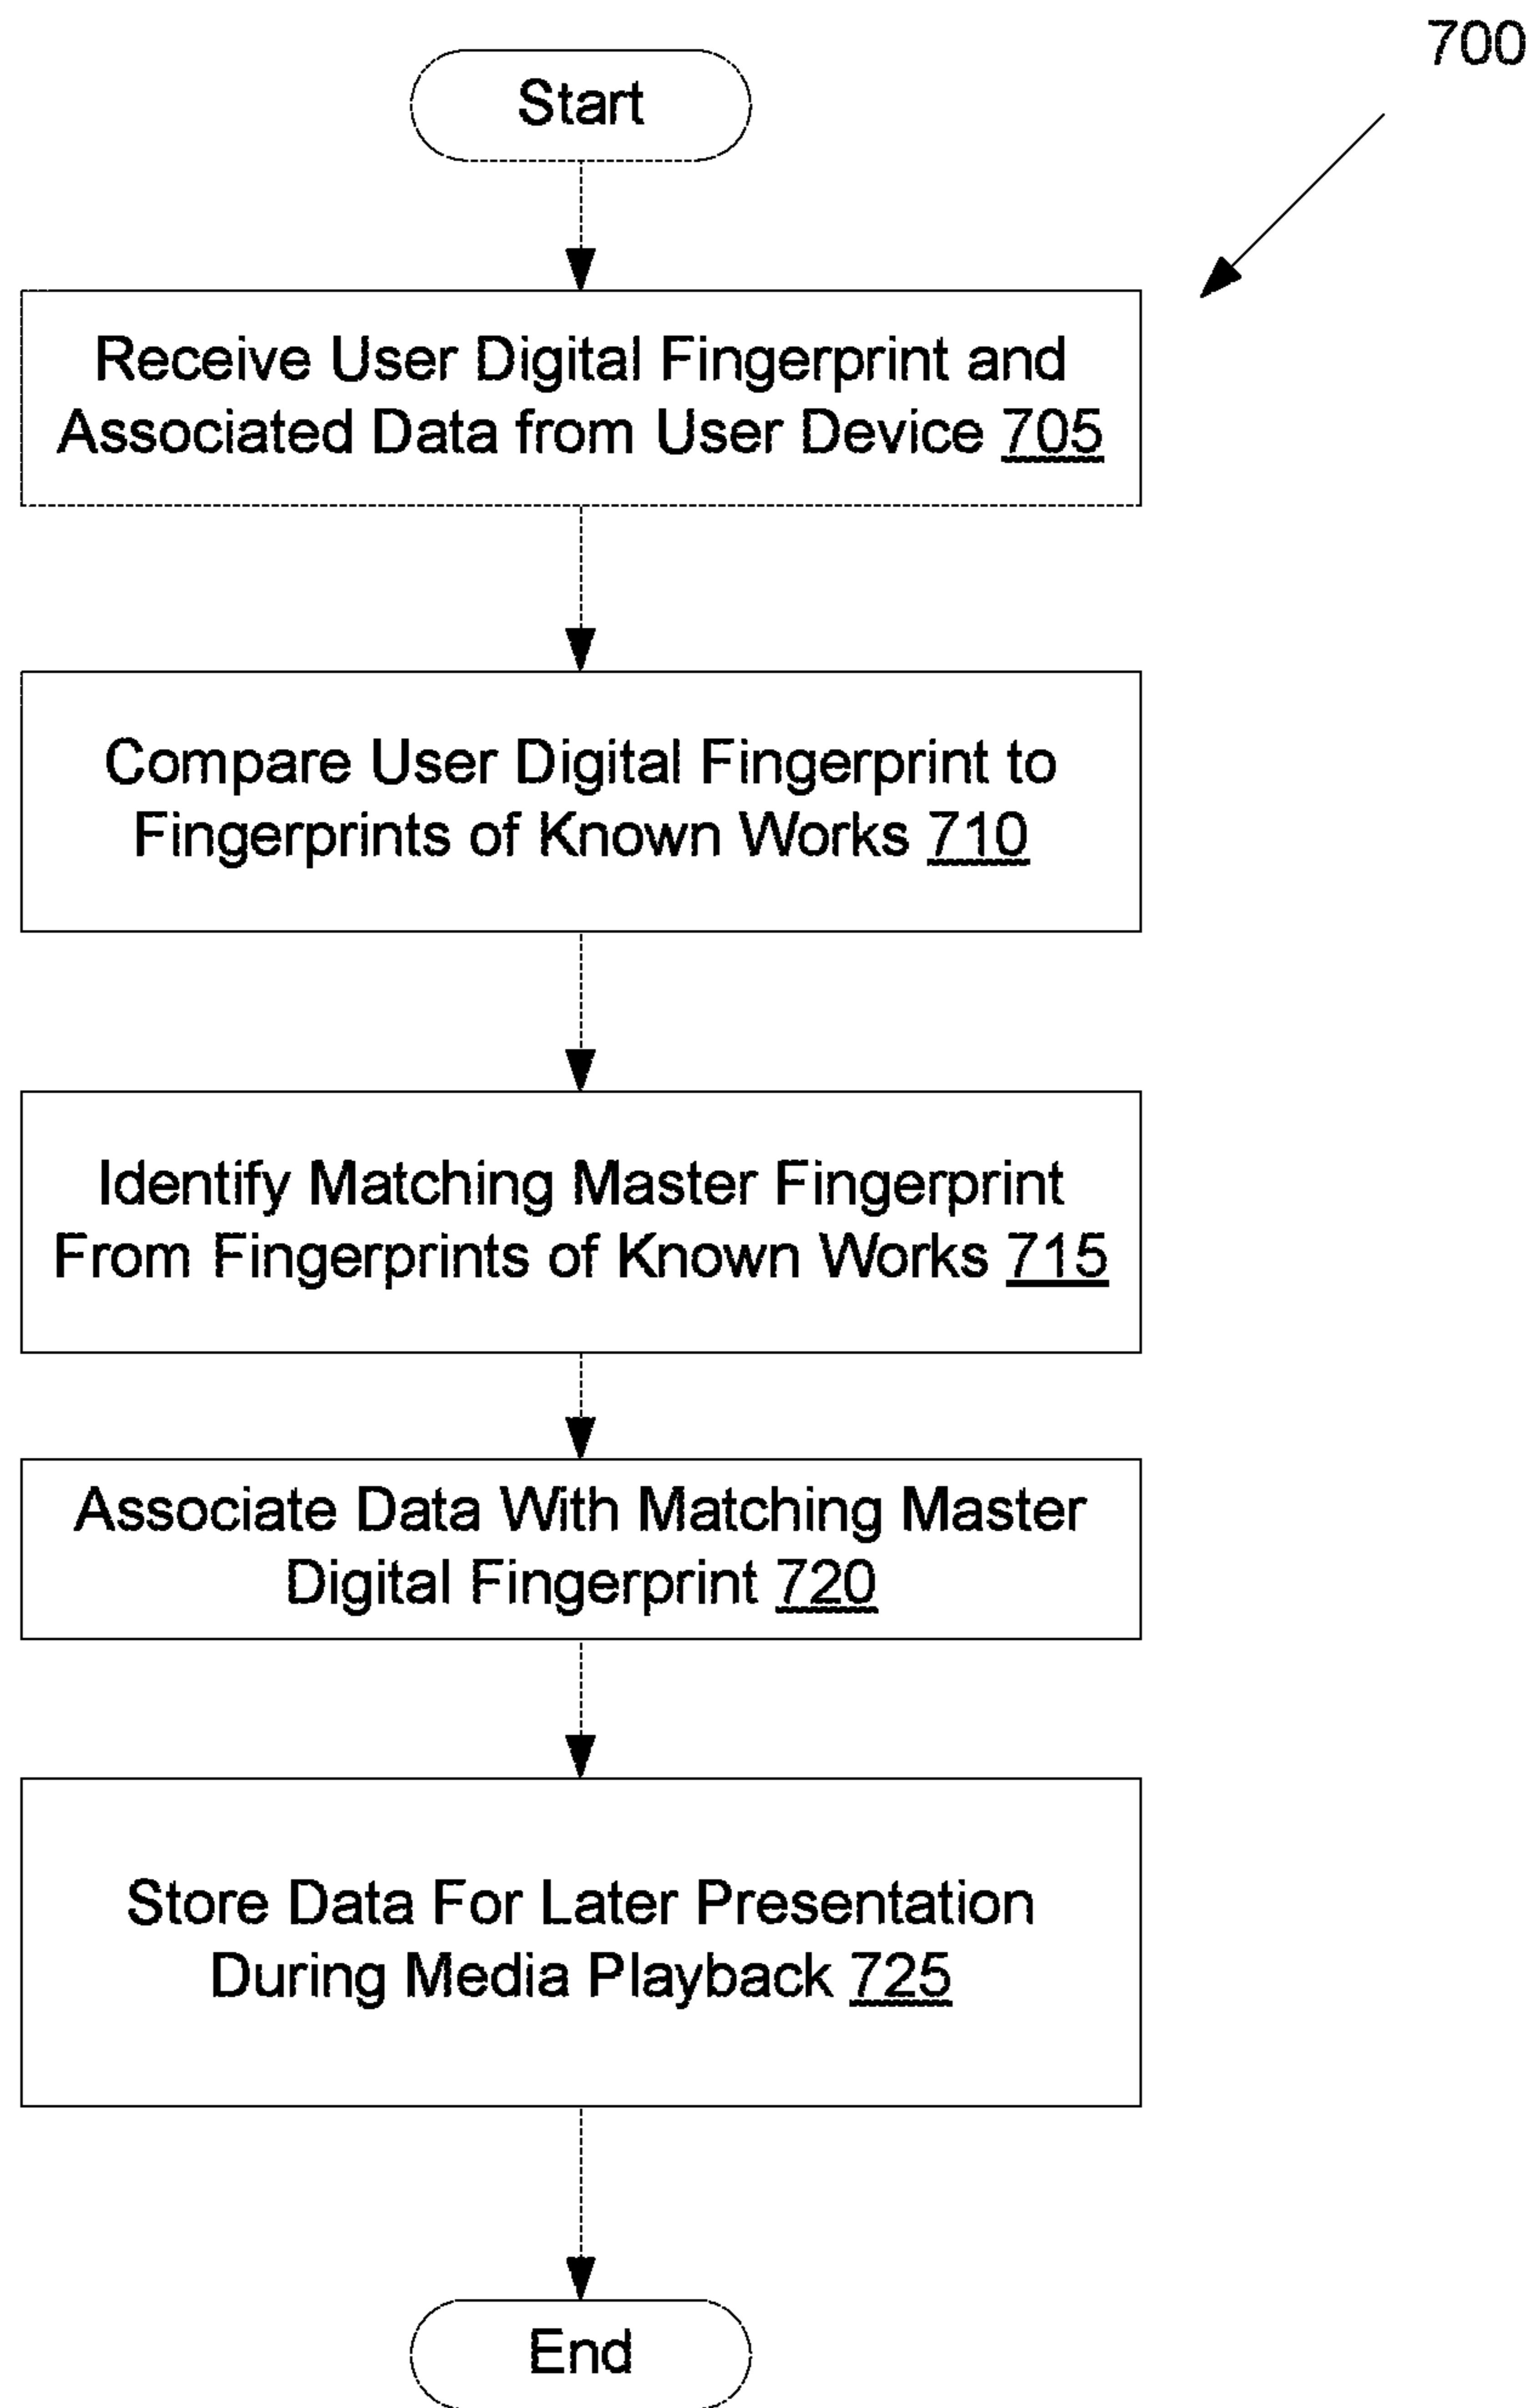 700
Start
Receive User Digital Fingerprint and
Associated Data from User Device 705
Compare User Digital Fingerprint to
Fingerprints of Known Works 710
Identify Matching Master Fingerprint
From Fingerprints of Known Works 715
Associate Data With Matching Master
Digital Fingerprint 720
Store Data For Later Presentation
During Media Playback 725
End